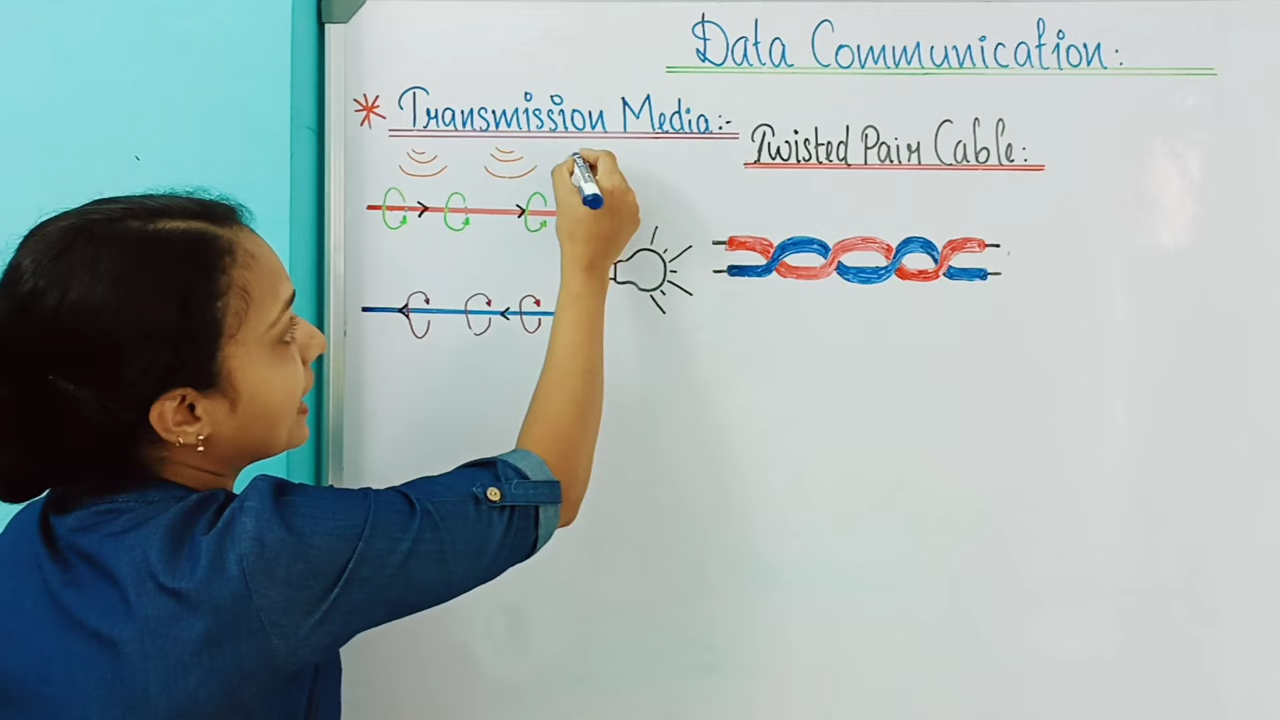 Data Communication:
* Transmission Media:-
Twisted Pair Cable: